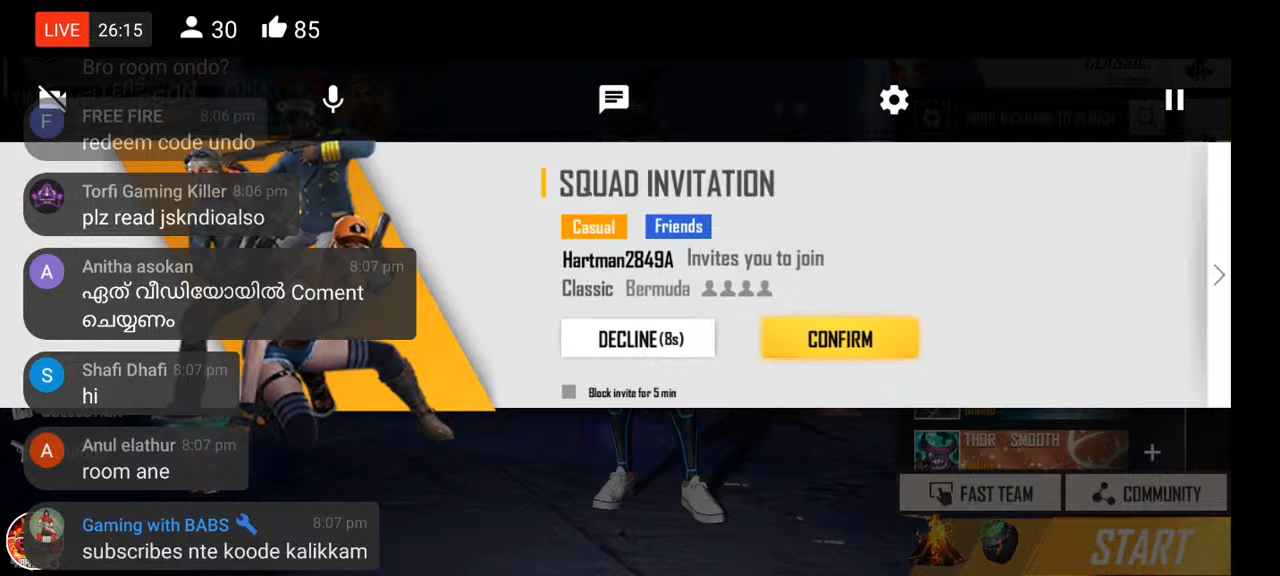 LIVE 26:15 30 85
Bro room ondo?
FREE FIRE 8:06 pm
redeem code undo
Torfi Gaming Killer 8:06 pm
plz read jskndioalso
Anitha asokan 8:07 pm
ഏത് വീഡിയോയിൽ Coment
ചെയ്യണം
Shafi Dhafi 8:07 pm
hi
Anul elathur 8:07 pm
room ane
Gaming with BABS 8:07 pm
subscribes nte koode kalikkam
SQUAD INVITATION
Casual Friends
Hartman2849A Invites you to join
Classic Bermuda
DECLINE(8s) CONFIRM
Block invite for 5 min
THOR SMOOTH
FAST TEAM COMMUNITY
START